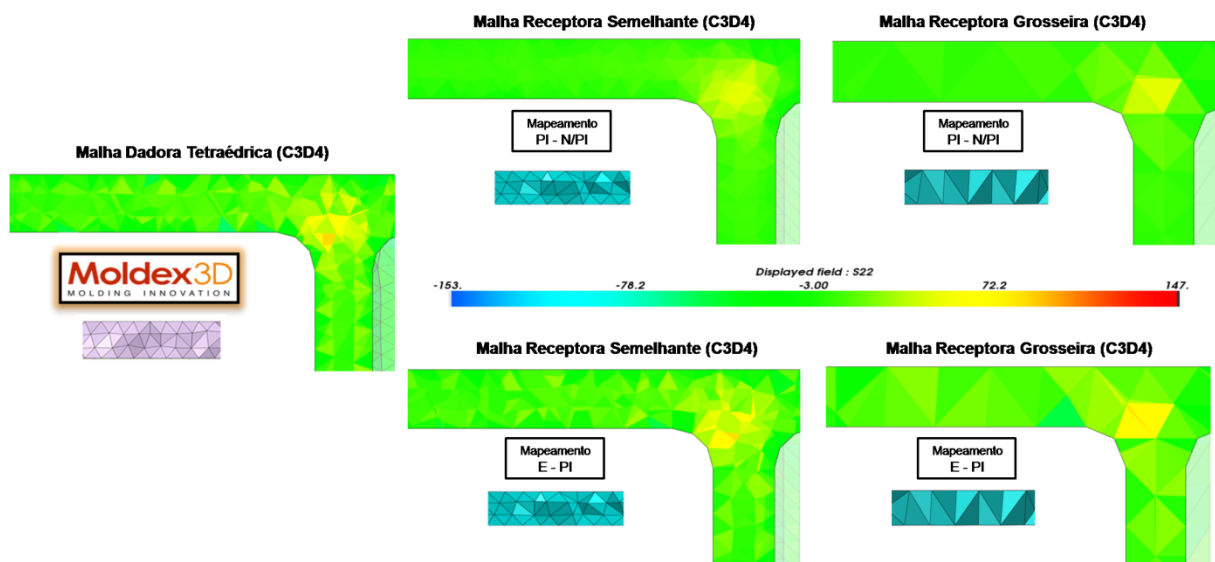 Malha Receptora Semelhante (C3D4)
Malha Receptora Grosseira (C3D4)
Mapeamento
PI - N/PI
Mapeamento
PI - N/PI
Malha Dadora Tetraédrica (C3D4)
Moldex3D
MOLDING INNOVATION
Displayed field : S22
-153.
-78.2
-3.00
72.2
147.
Malha Receptora Semelhante (C3D4)
Malha Receptora Grosseira (C3D4)
Mapeamento
E - PI
Mapeamento
E - PI